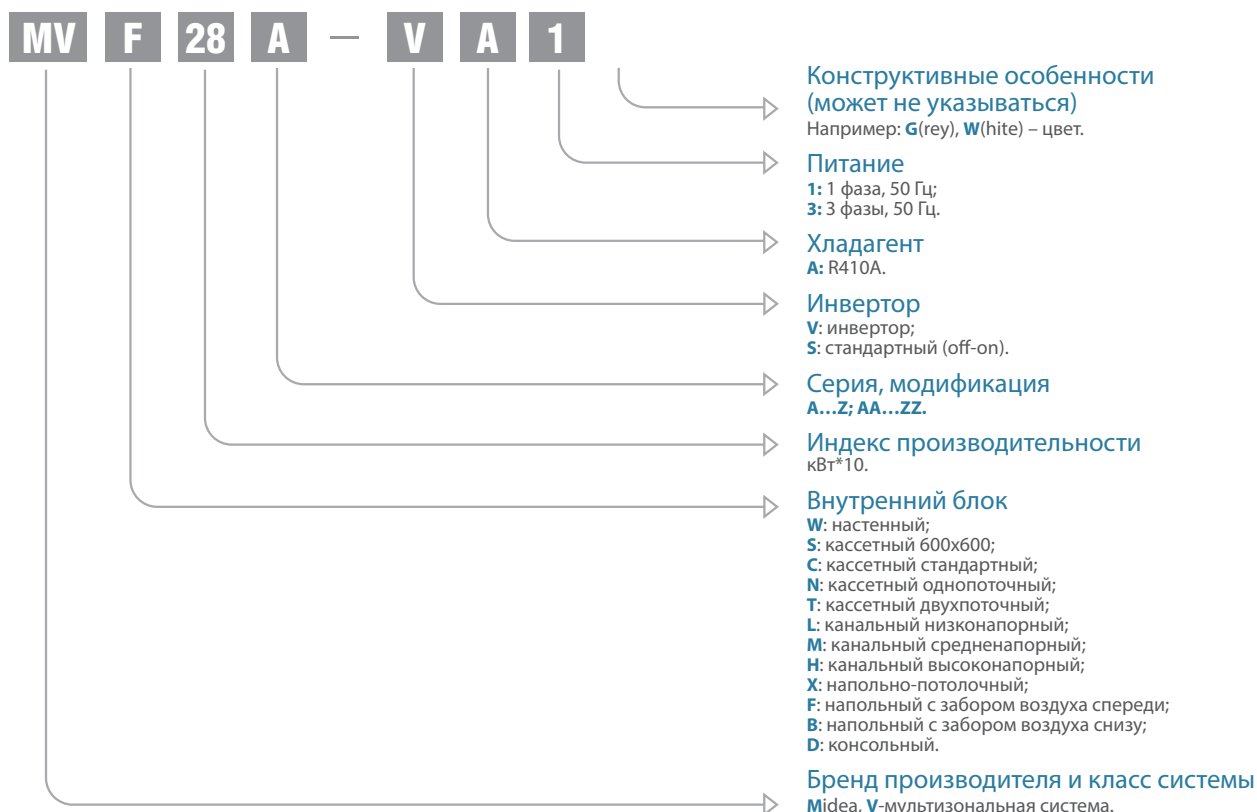 MV F 28 A – V A 1
Конструктивные особенности
(может не указываться)
Например: G(rey), W(hite) – цвет.
Питание
1: 1 фаза, 50 Гц;
3: 3 фазы, 50 Гц.
Хладагент
A: R410A.
Инвертор
V: инвертор;
S: стандартный (off-on).
Серия, модификация
A...Z; AA...ZZ.
Индекс производительности
кВт*10.
Внутренний блок
W: настенный;
S: кассетный 600x600;
C: кассетный стандартный;
N: кассетный однопоточный;
T: кассетный двухпоточный;
L: канальный низконапорный;
M: канальный средненапорный;
H: канальный высоконапорный;
X: напольно-потолочный;
F: напольный с забором воздуха спереди;
B: напольный с забором воздуха снизу;
D: консольный.
Бренд производителя и класс системы
Midea, V-мультизональная система.